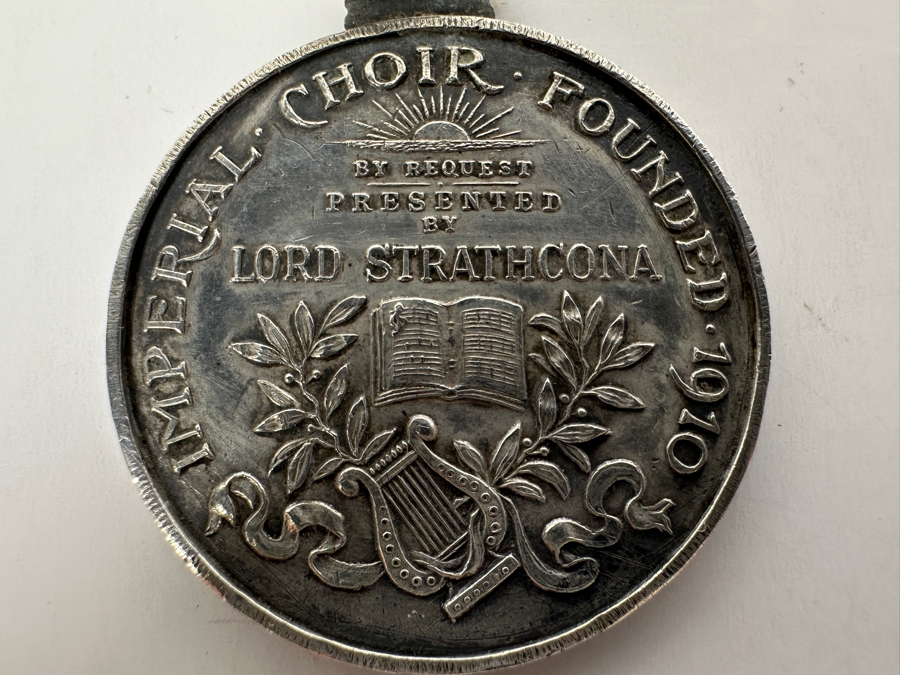 IMPERIAL · CHOIR · FOUNDED · 1910
BY REQUEST
PRESENTED
BY
LORD STRATHCONA